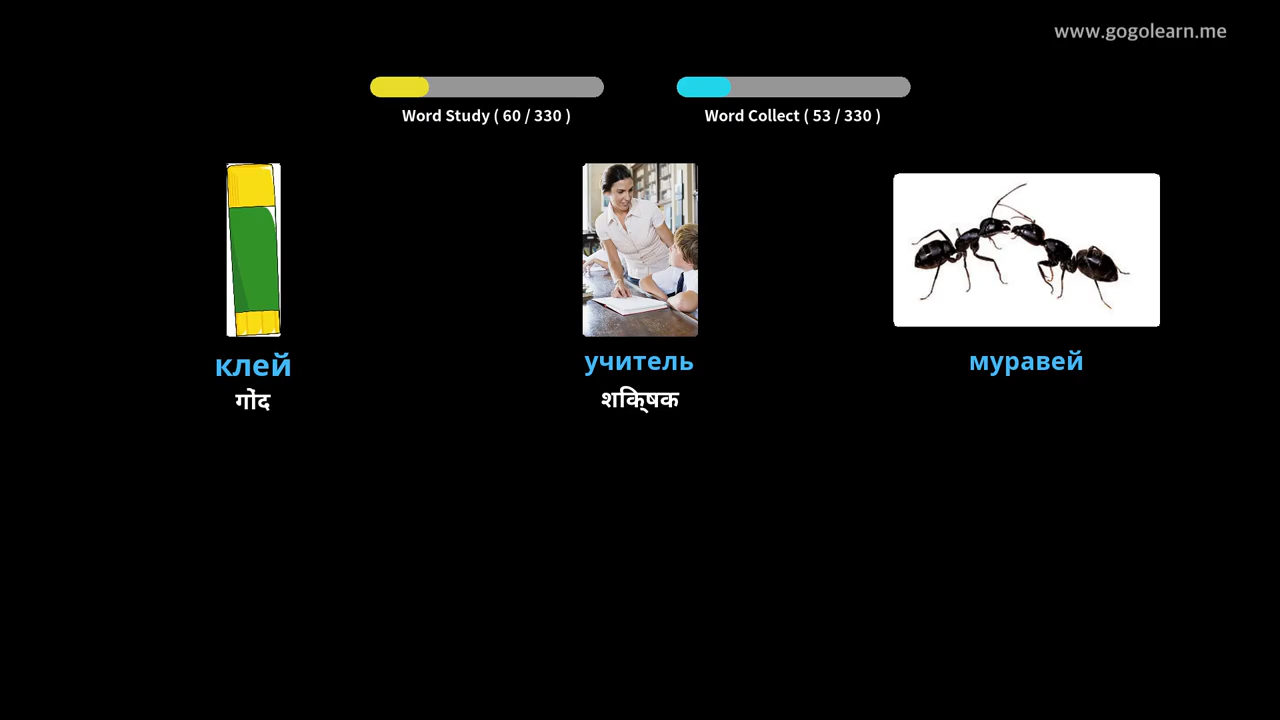 www.gogolearn.me
Word Study ( 60 / 330 )
Word Collect ( 53 / 330 )
клей
गोंद
учитель
शिक्षक
муравей